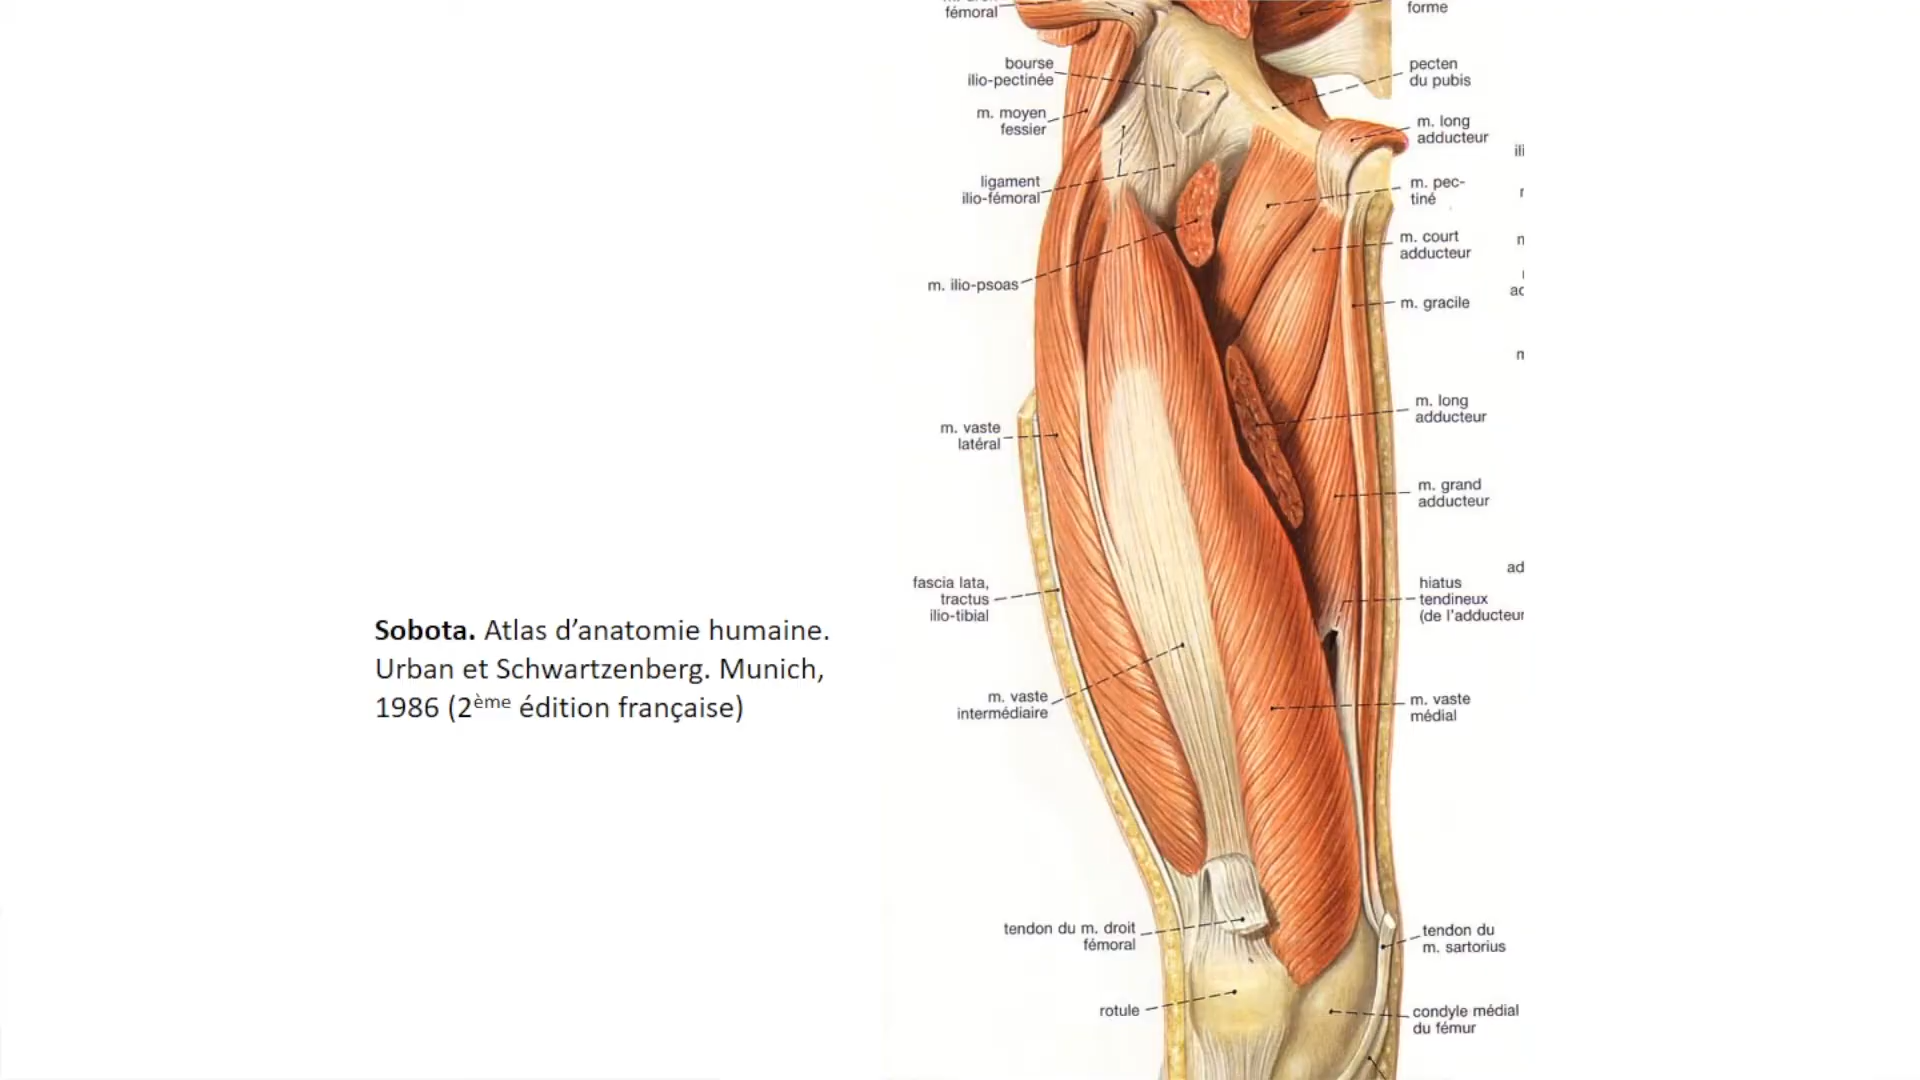 fémoral
bourse
ilio-pectinée
m. moyen
fessier
ligament
ilio-fémoral
m. ilio-psoas
m. vaste
latéral
fascia lata,
tractus
ilio-tibial
m. vaste
intermédiaire
tendon du m. droit
fémoral
rotule
forme
pecten
du pubis
m. long
adducteur
m. pec-
tiné
m. court
adducteur
m. gracile
m. long
adducteur
m. grand
adducteur
hiatus
tendineux
(de l'adducteur
m. vaste
médial
tendon du
m. sartorius
condyle médial
du fémur
ili
ac
ad
Sobota. Atlas d’anatomie humaine.
Urban et Schwartzenberg. Munich,
1986 (2ème édition française)